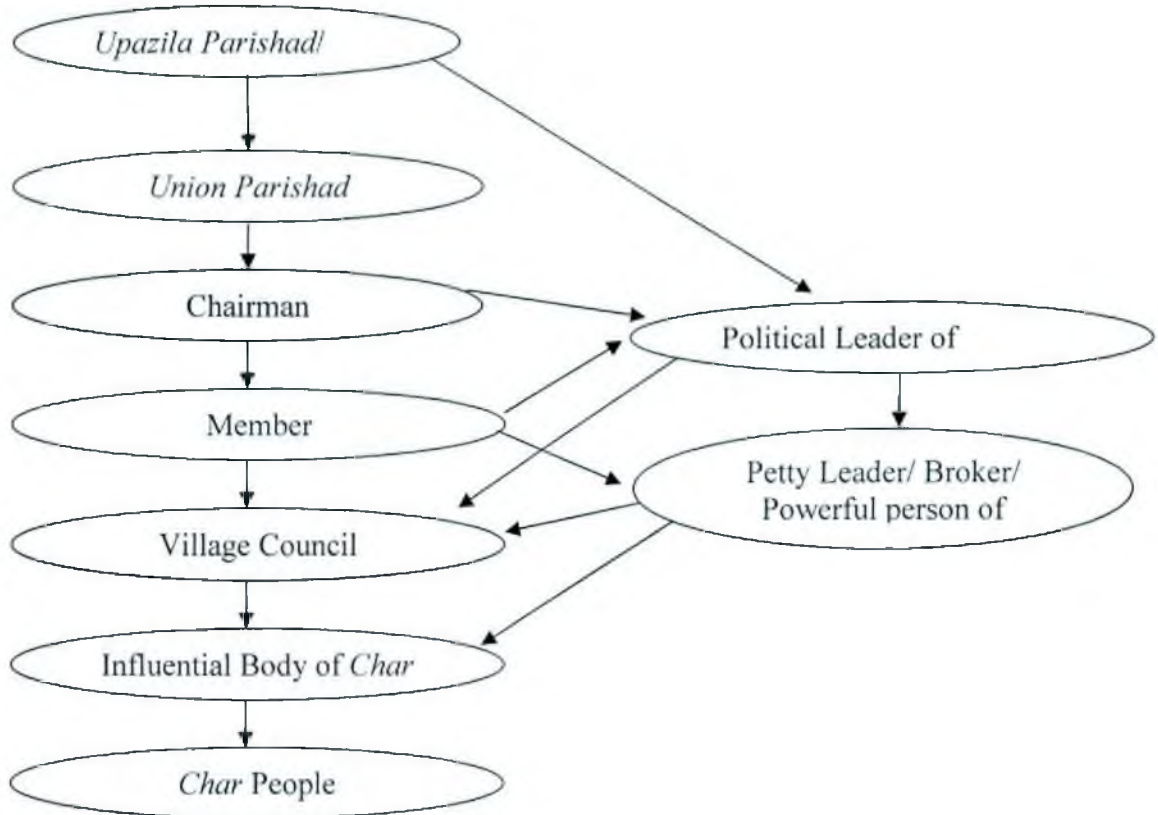 Upazila Parishad/
Union Parishad
Chairman
Political Leader of
Member
Petty Leader/ Broker/
Powerful person of
Village Council
Influential Body of Char
Char People